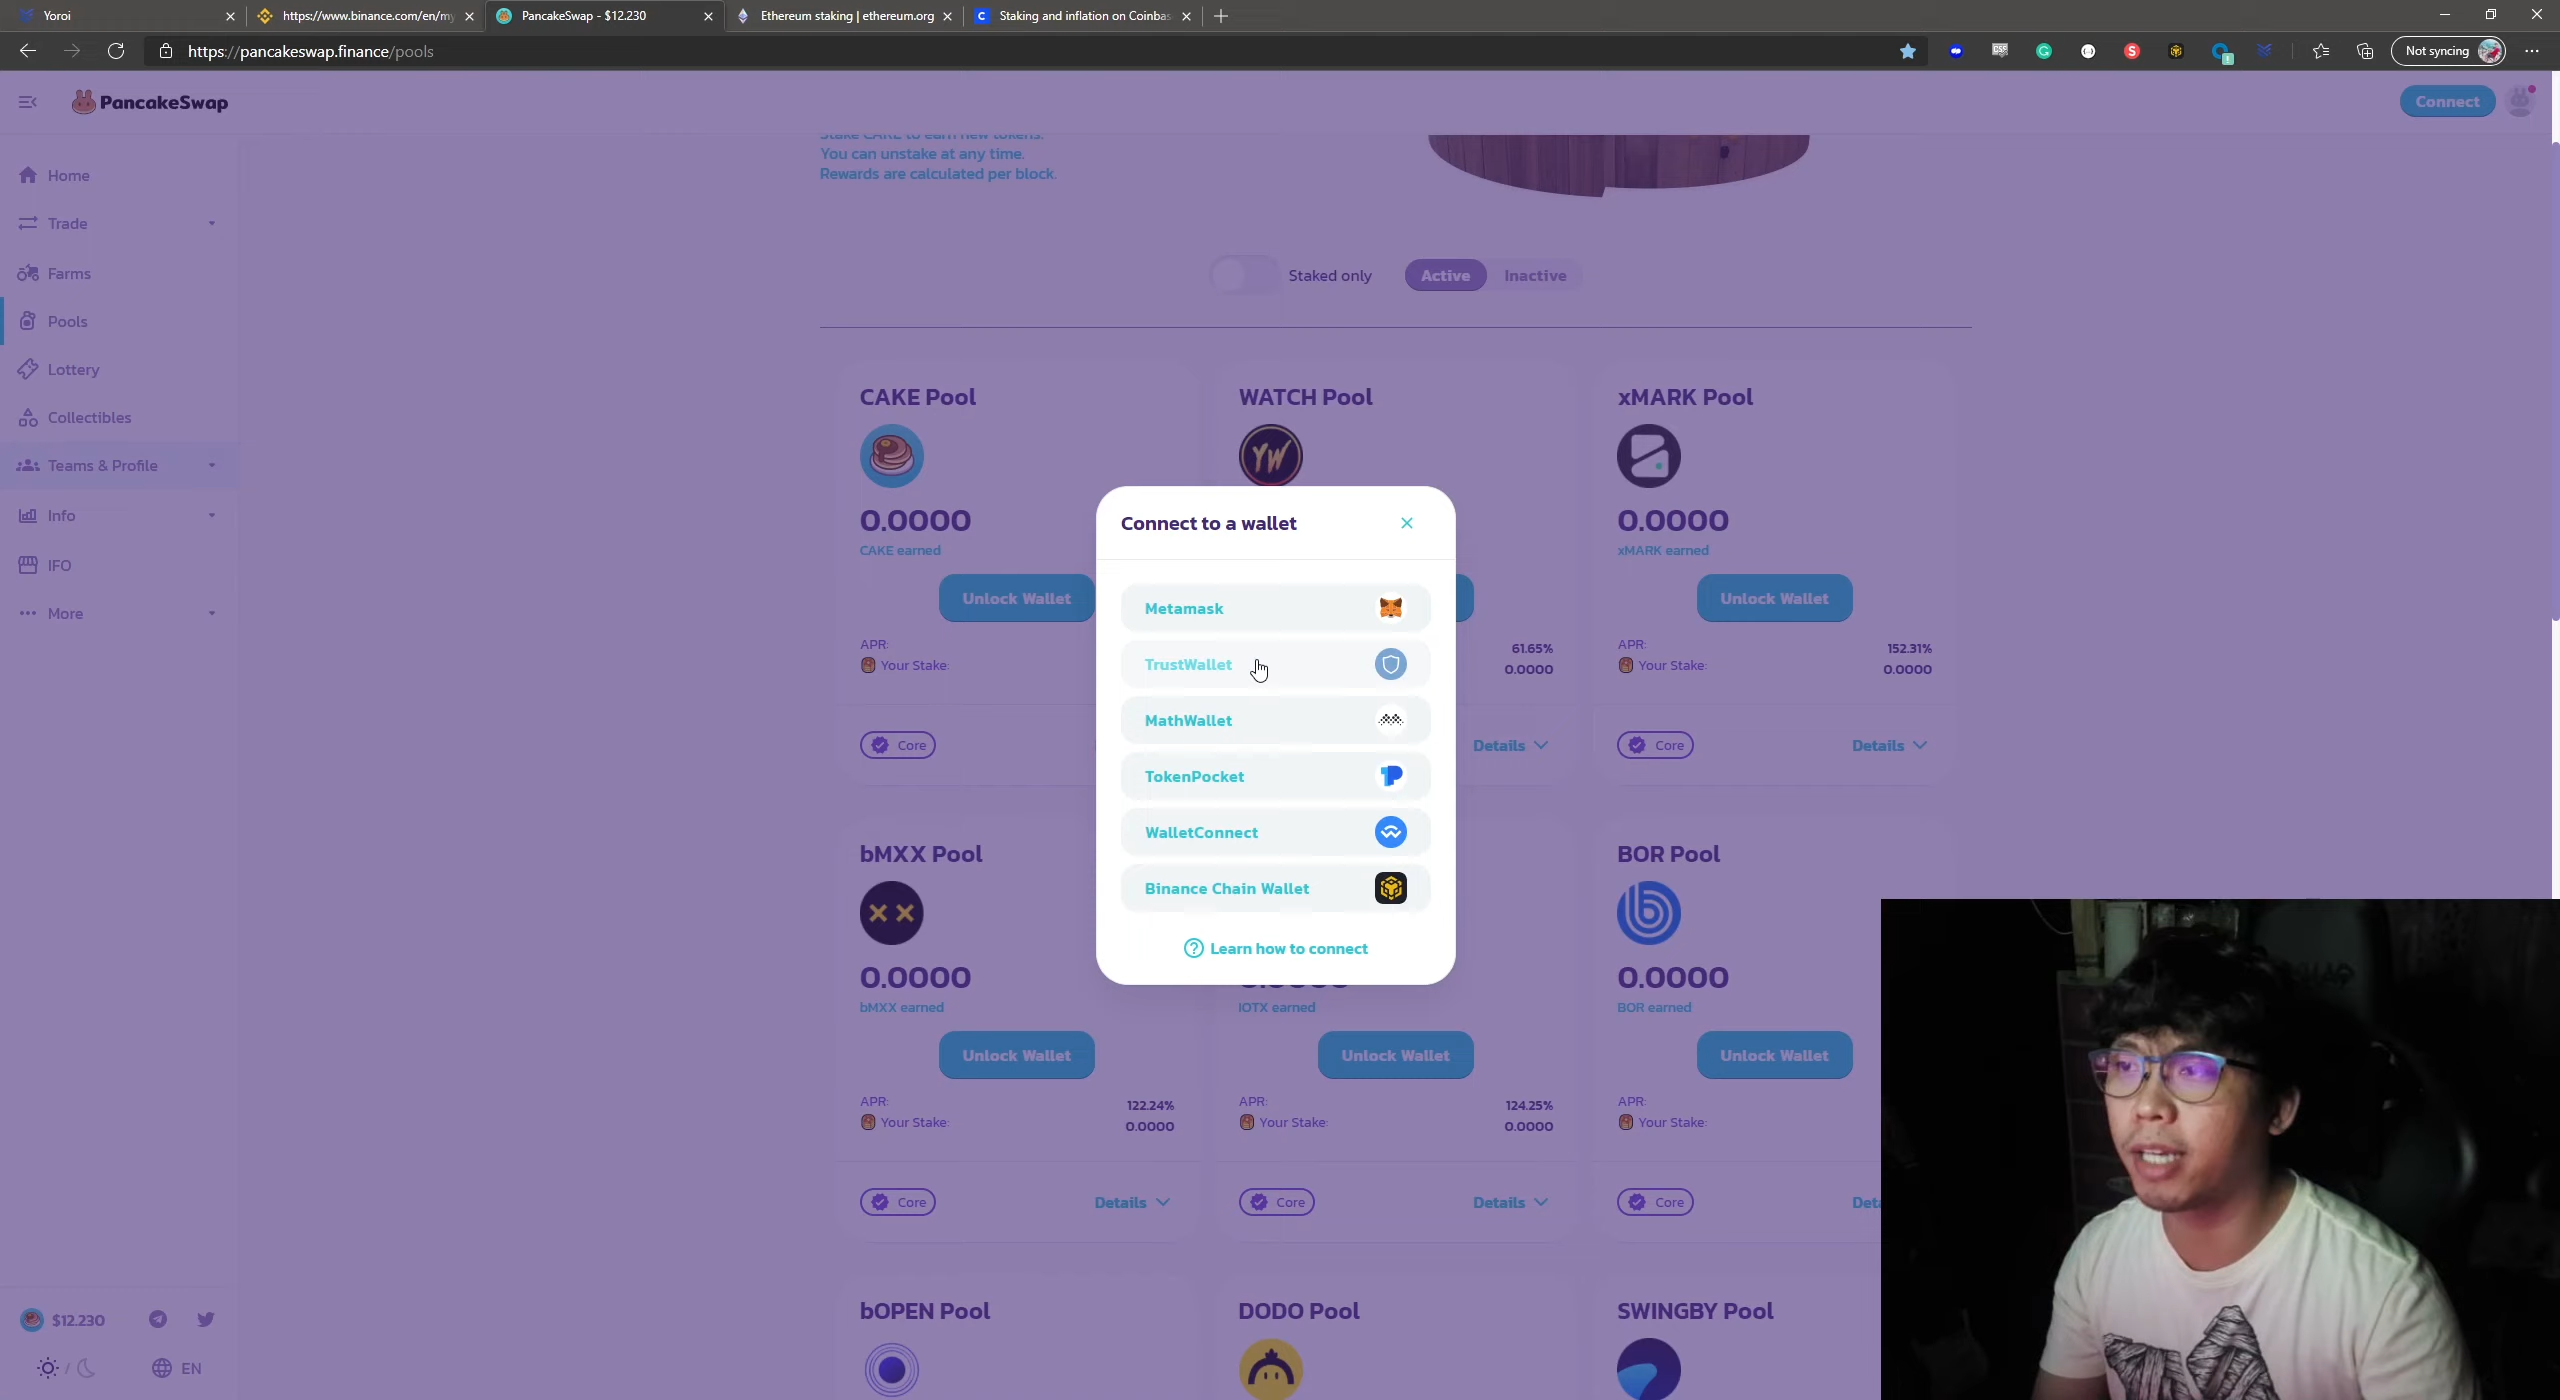 Yoroi
https://www.binance.com/en/my
PancakeSwap - $12.230
Ethereum staking | ethereum.org
Staking and inflation on Coinbas
https://pancakeswap.finance/pools
Not syncing
PancakeSwap
Connect
Home
Trade
Farms
Pools
Lottery
Collectibles
Teams & Profile
Info
IFO
More
$12.230
EN
Stake CAKE to earn new tokens.
You can unstake at any time.
Rewards are calculated per block.
Staked only
Active
Inactive
CAKE Pool
0.0000
CAKE earned
Unlock Wallet
APR:
Your Stake:
Core
WATCH Pool
YW
61.65%
0.0000
Details
xMARK Pool
0.0000
xMARK earned
Unlock Wallet
APR:
152.31%
Your Stake:
0.0000
Core
Details
Connect to a wallet
Metamask
TrustWallet
MathWallet
TokenPocket
WalletConnect
Binance Chain Wallet
Learn how to connect
bMXX Pool
0.0000
bMXX earned
Unlock Wallet
APR:
122.24%
Your Stake:
0.0000
Core
Details
IOTX earned
Unlock Wallet
APR:
124.25%
Your Stake:
0.0000
Core
Details
BOR Pool
0.0000
BOR earned
Unlock Wallet
APR:
Your Stake:
Core
bOPEN Pool
DODO Pool
SWINGBY Pool